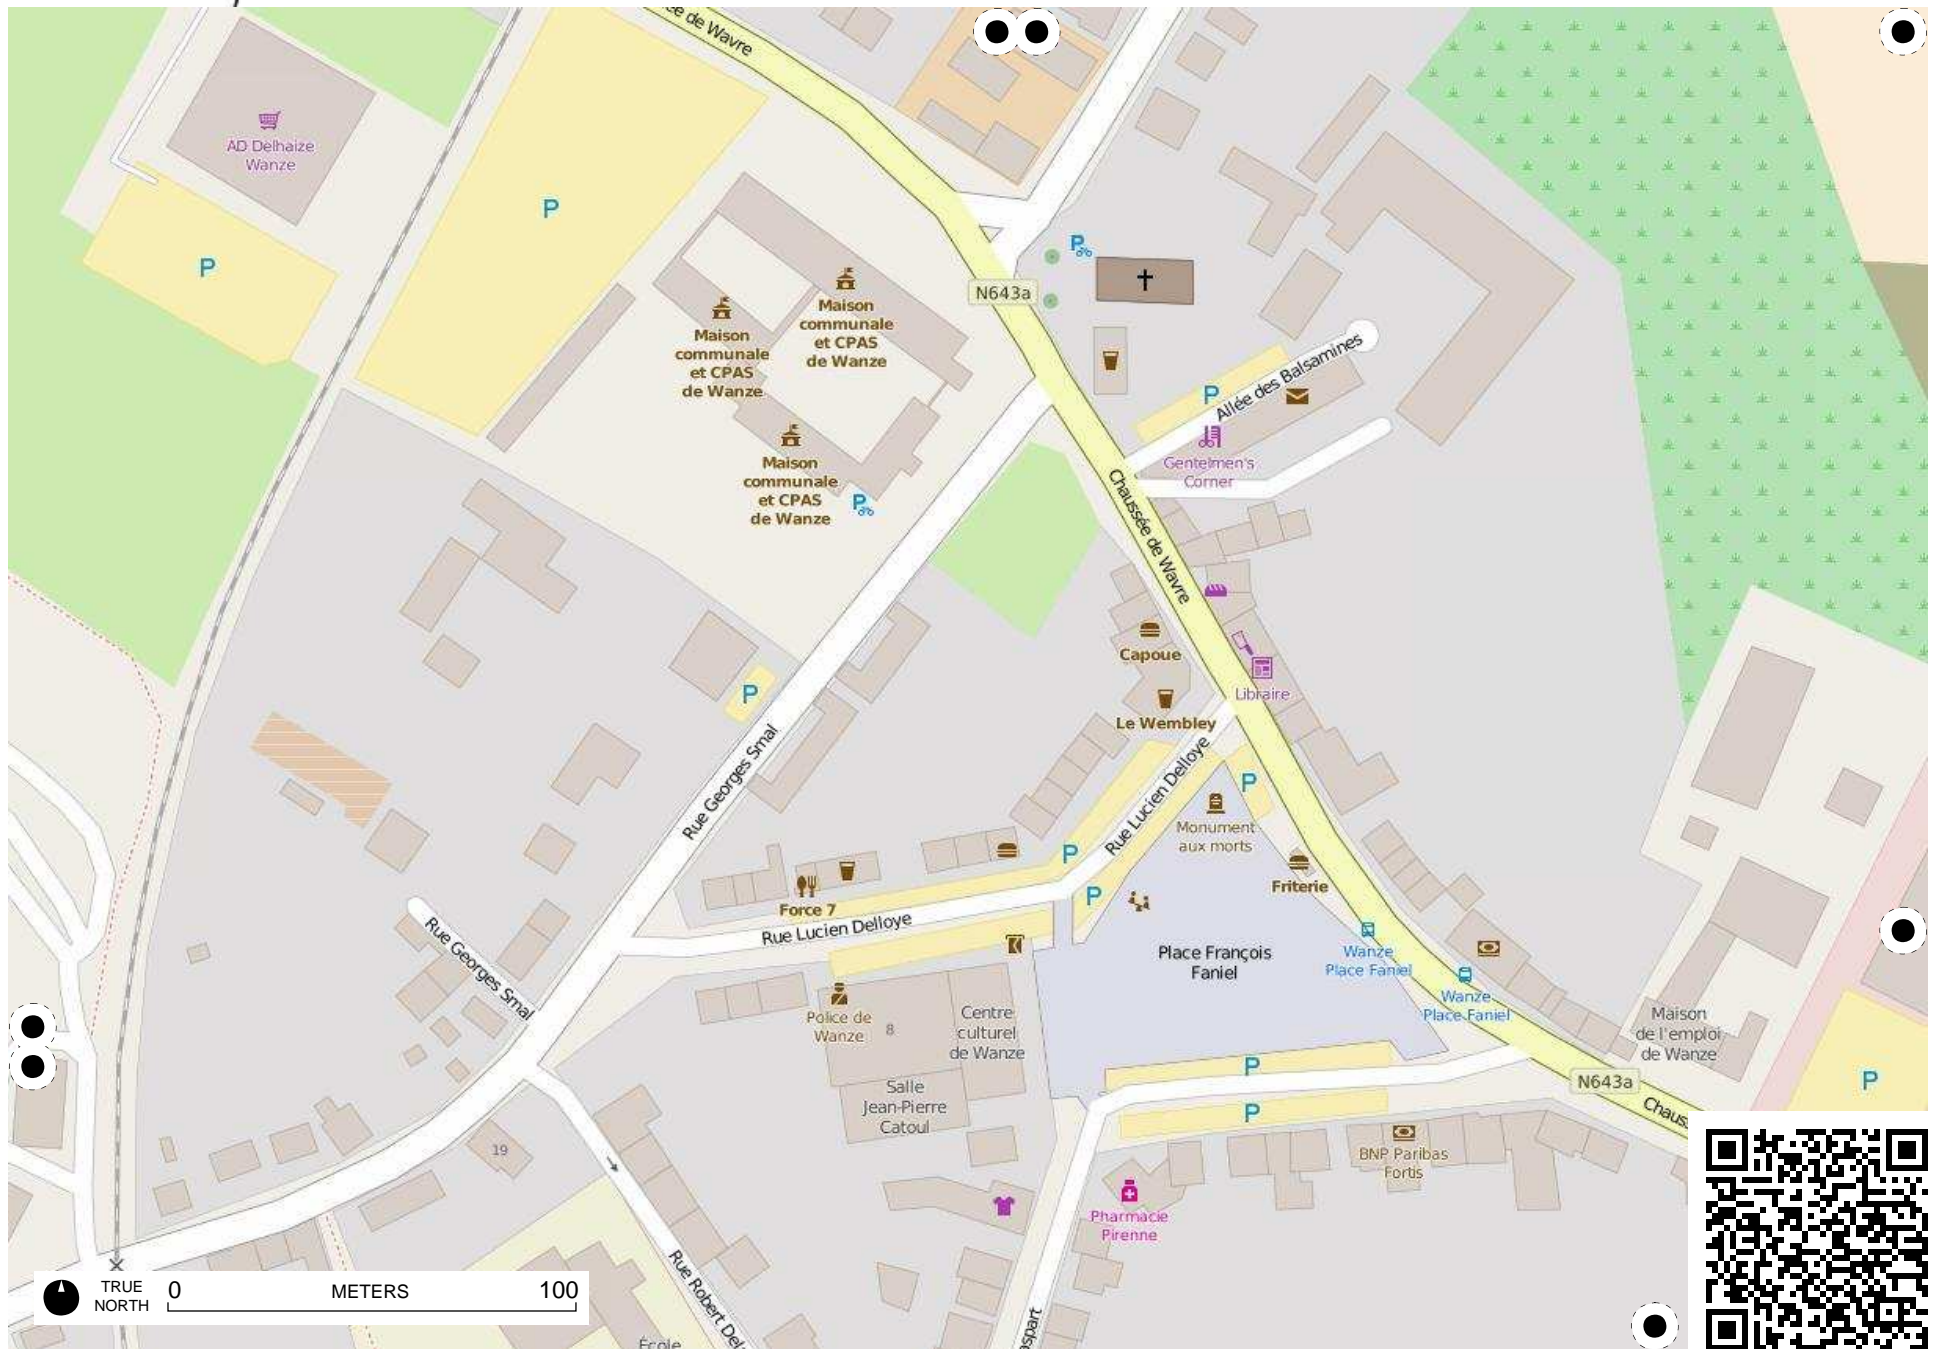 ée de Wavre
AD Delhaize
Wanze
P
P
P
N643a
Maison
communale
et CPAS
de Wanze
Maison
communale
et CPAS
de Wanze
Allée des Balsamines
P
Gentelmen's
Corner
Maison
communale
et CPAS
de Wanze
P
Chaussée de Wavre
Capoue
Libraire
P
Le Wembley
Rue Georges Smal
Rue Lucien Delloye
P
Monument
aux morts
P
Friterie
P
Force 7
Rue Lucien Delloye
Rue Georges Smal
Place François
Faniel
Wanze
Place Faniel
Wanze
Place Faniel
Police de
Wanze
8
Centre
culturel
de Wanze
Maison
de l'emploi
de Wanze
P
N643a
P
P
Chauss
Salle
Jean-Pierre
Catoul
19
BNP Paribas
Fortis
Pharmacie
Pirenne
Rue Robert Del
École
spart
TRUE
NORTH
0 METERS 100